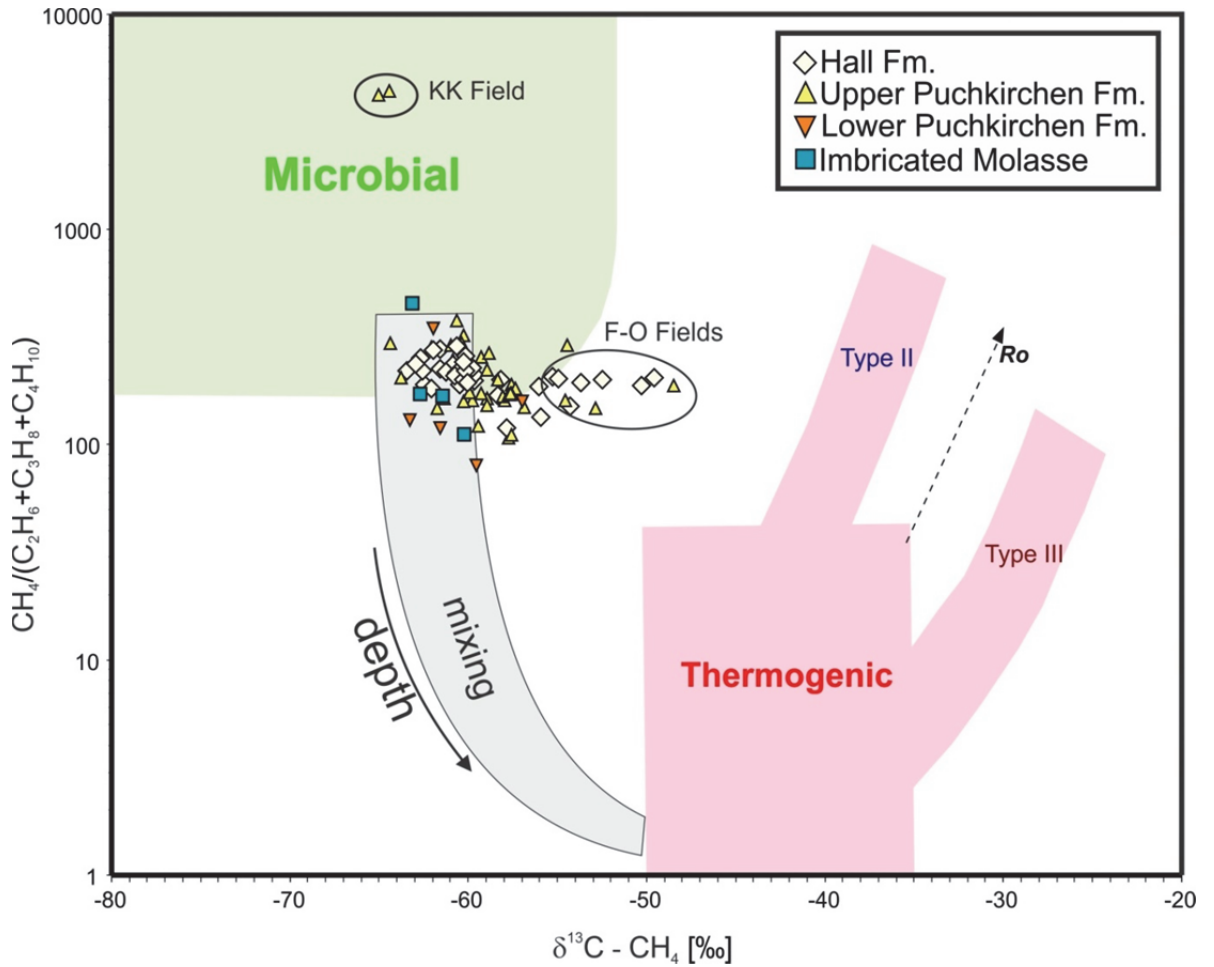 10000
1000
100
10
1
CH₄/(C₂H₆+C₃H₈+C₄H₁₀)
KK Field
Microbial
Hall Fm.
Upper Puchkirchen Fm.
Lower Puchkirchen Fm.
Imbricated Molasse
F-O Fields
Type II
Ro
Type III
mixing
depth
Thermogenic
-80 -70 -60 -50 -40 -30 -20
δ¹³C - CH₄ [‰]